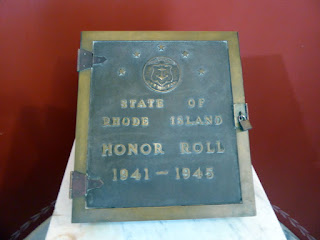 STATE OF
RHODE ISLAND
HONOR ROLL
1941-1945